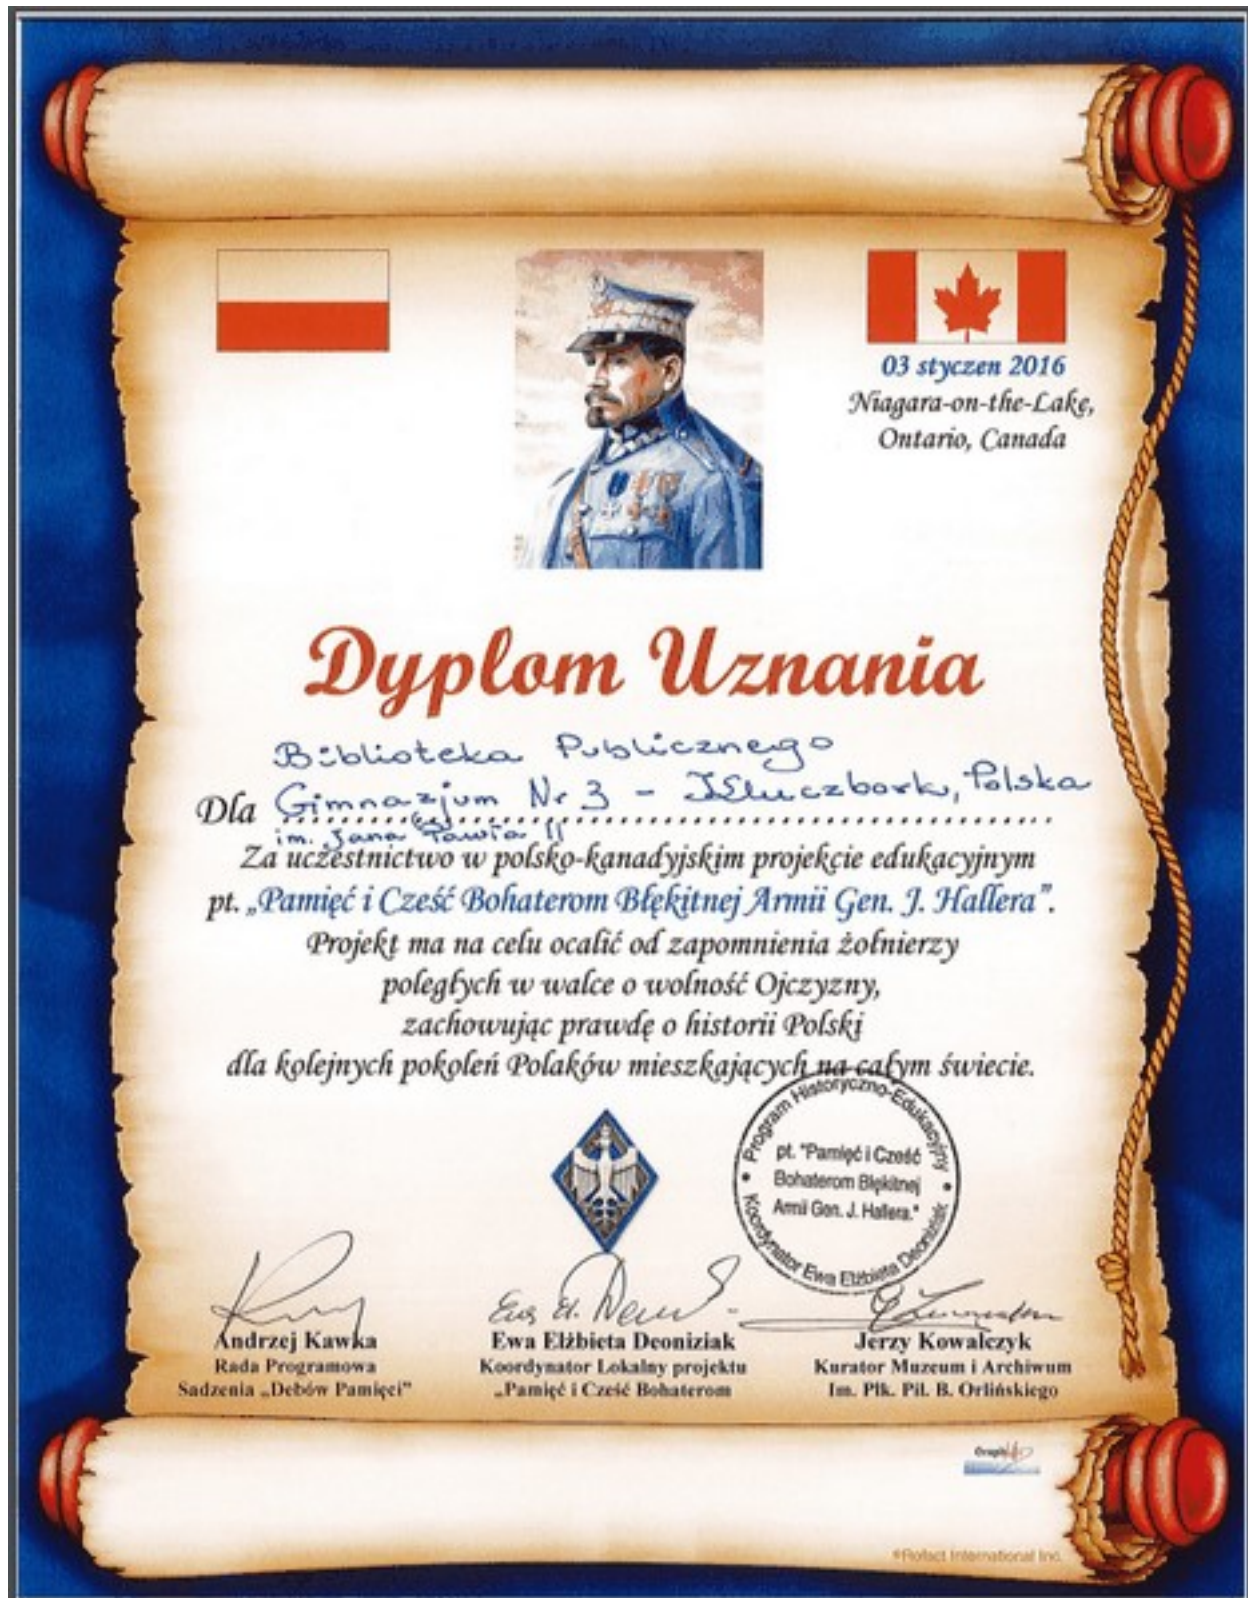 03 styczen 2016
Niagara-on-the-Lake,
Ontario, Canada
Dyplom Uznania
Biblioteka Publicznego
Dla Gimnazjum Nr 3 - Kluczbork, Polska
im. Jana Pawła II
Za uczestnictwo w polsko-kanadyjskim projekcie edukacyjnym
pt. „Pamięć i Cześć Bohaterom Błękitnej Armii Gen. J. Hallera”.
Projekt ma na celu ocalić od zapomnienia żołnierzy
poległych w walce o wolność Ojczyzny,
zachowując prawdę o historii Polski
dla kolejnych pokoleń Polaków mieszkających na całym świecie.
Program Historyczno-Edukacyjny
pt. "Pamięć i Cześć
Bohaterom Błękitnej
Armii Gen. J. Hallera."
Koordynator Ewa Elżbieta Deoniziak
Andrzej Kawka
Rada Programowa
Sadzenia „Debów Pamięci”
Ewa Elżbieta Deoniziak
Koordynator Lokalny projektu
„Pamięć i Cześć Bohaterom
Jerzy Kowalczyk
Kurator Muzeum i Archiwum
Im. Płk. Pil. B. Orlińskiego
©Rofact International Inc.